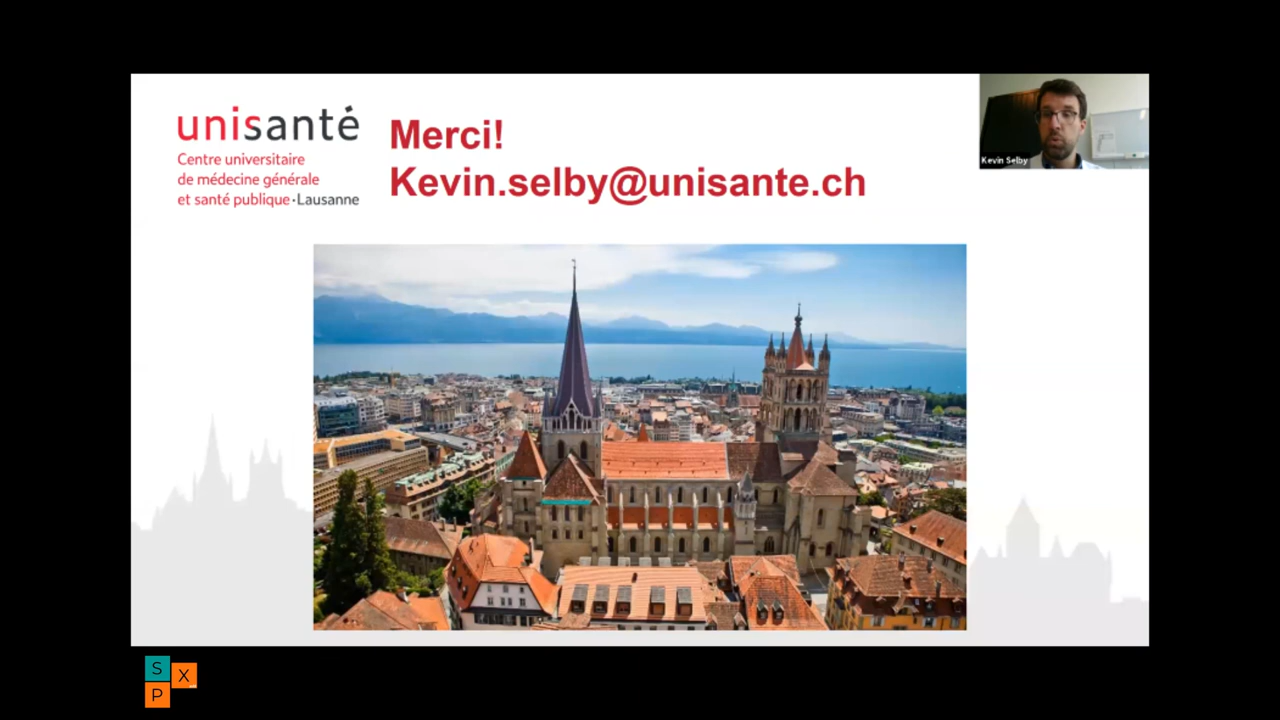 unisanté
Centre universitaire
de médecine générale
et santé publique • Lausanne
Merci!
Kevin.selby@unisante.ch
Kevin Selby
S
X
P